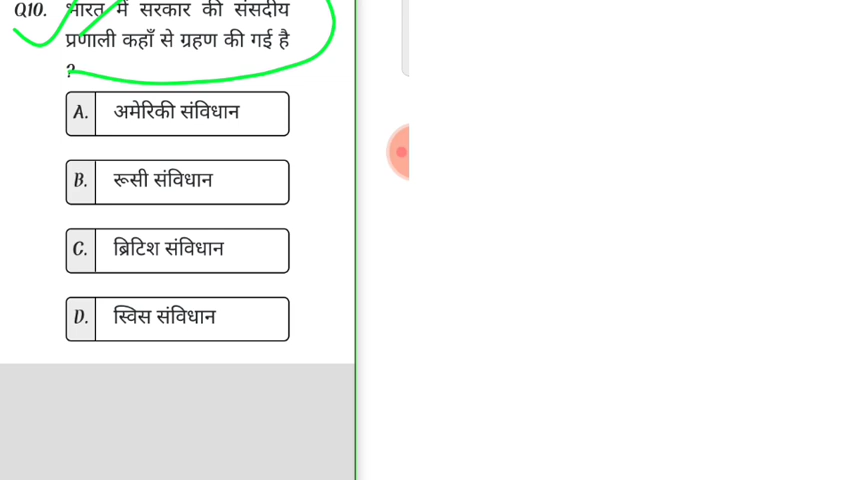 Q10. भारत में सरकार की संसदीय
प्रणाली कहाँ से ग्रहण की गई है
?
A. अमेरिकी संविधान
B. रूसी संविधान
C. ब्रिटिश संविधान
D. स्विस संविधान